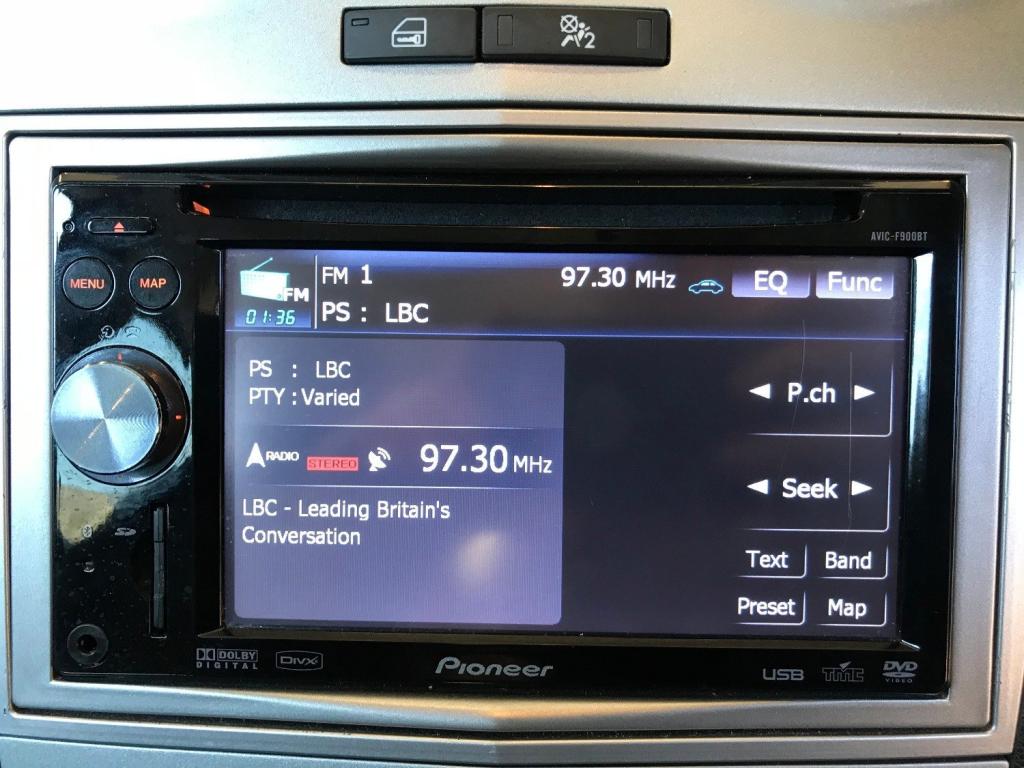 2
AVIC-F900BT
MENU
MAP
FM
01:36
FM 1
97.30 MHz
EQ
Func
PS : LBC
PS : LBC
PTY : Varied
P.ch
RADIO
STEREO
97.30 MHz
Seek
LBC - Leading Britain's
Conversation
Text
Band
Preset
Map
DOLBY
DIGITAL
DIVX
Pioneer
USB
TMC
DVD
VIDEO